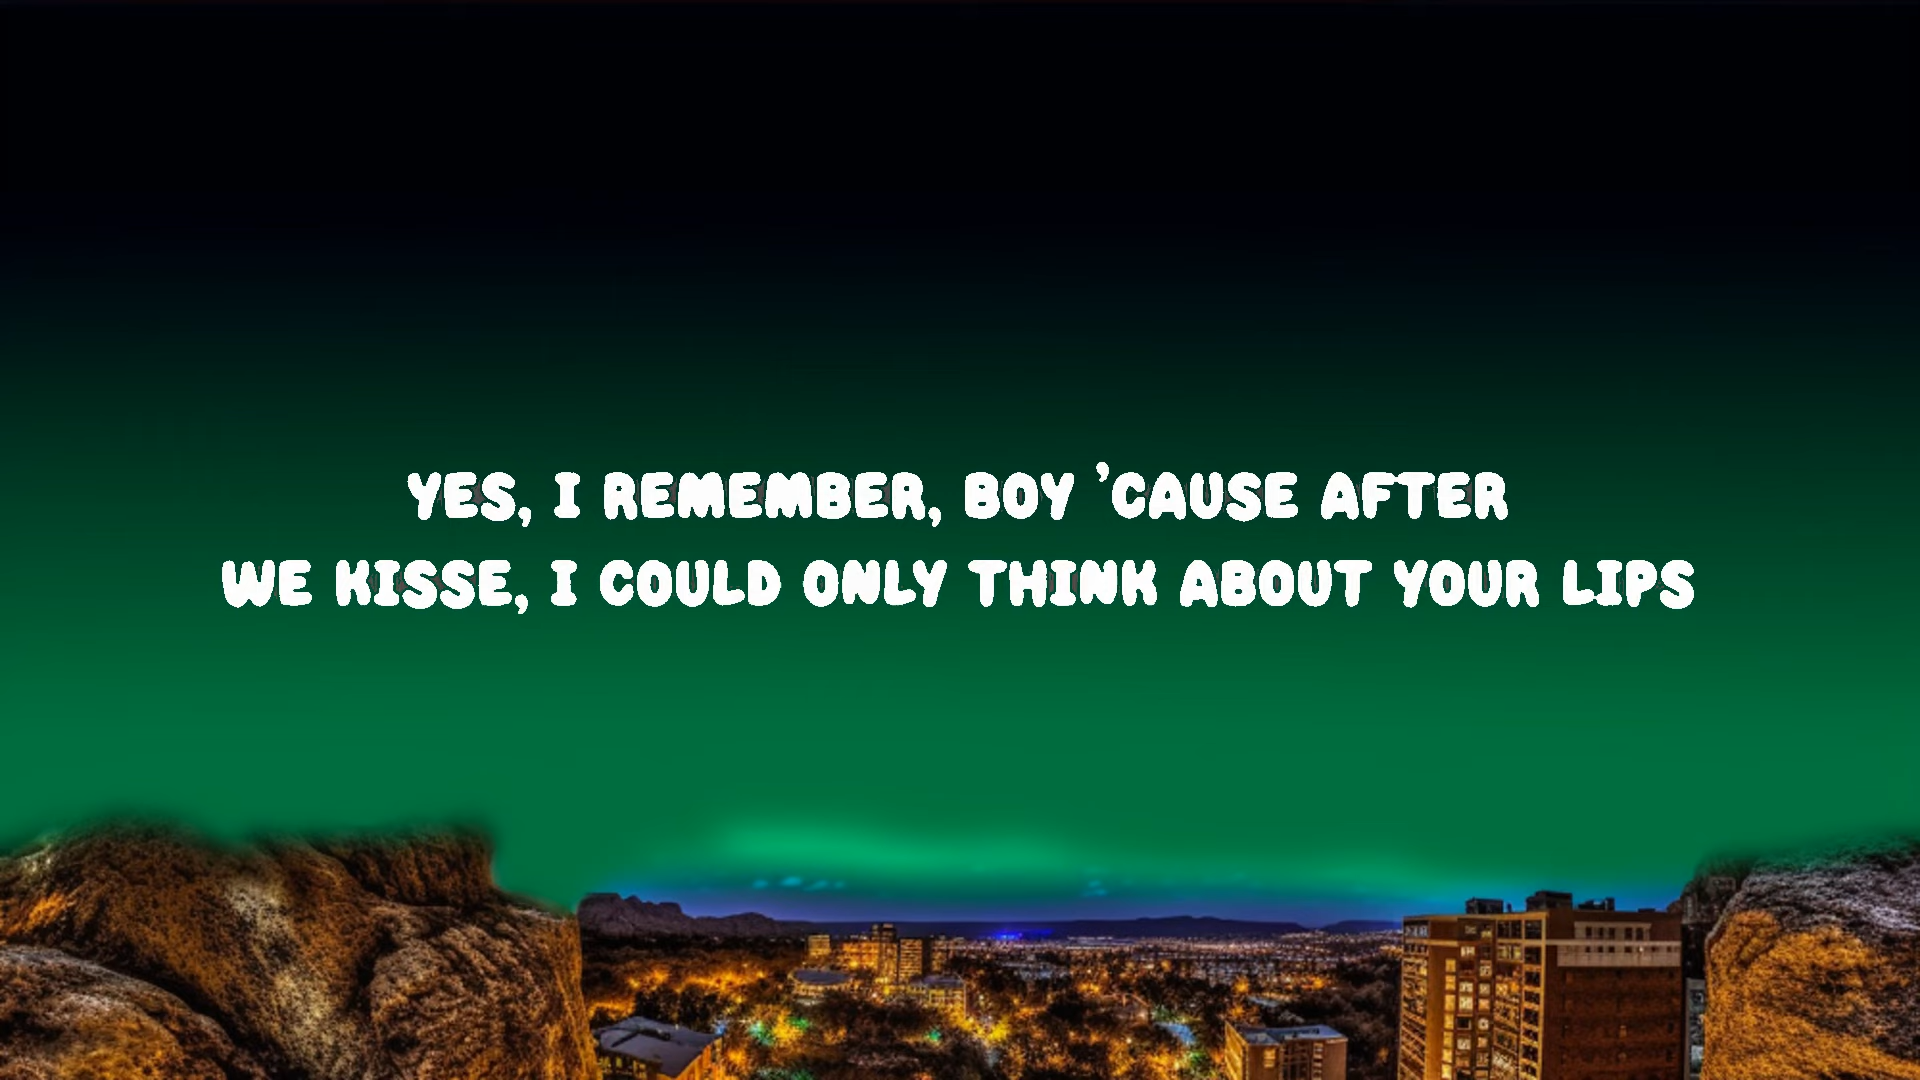 YES, I REMEMBER, BOY 'CAUSE AFTER
WE KISSE, I COULD ONLY THINK ABOUT YOUR LIPS